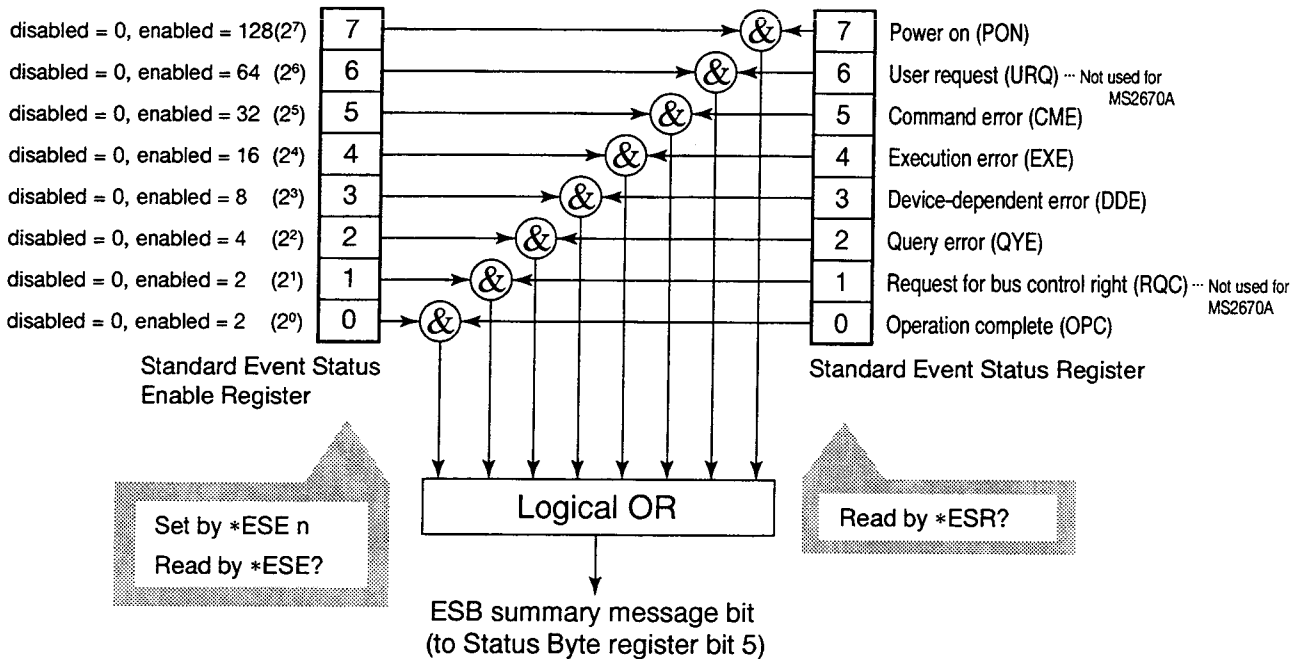 disabled = 0, enabled = 128(2⁷) 7 & 7 Power on (PON)
disabled = 0, enabled = 64 (2⁶) 6 & 6 User request (URQ) ··· Not used for
MS2670A
disabled = 0, enabled = 32 (2⁵) 5 & 5 Command error (CME)
disabled = 0, enabled = 16 (2⁴) 4 & 4 Execution error (EXE)
disabled = 0, enabled = 8 (2³) 3 & 3 Device-dependent error (DDE)
disabled = 0, enabled = 4 (2²) 2 & 2 Query error (QYE)
disabled = 0, enabled = 2 (2¹) 1 & 1 Request for bus control right (RQC) ··· Not used for
MS2670A
disabled = 0, enabled = 2 (2⁰) 0 & 0 Operation complete (OPC)
Standard Event Status
Enable Register
Standard Event Status Register
Set by *ESE n
Read by *ESE?
Logical OR
Read by *ESR?
ESB summary message bit
(to Status Byte register bit 5)